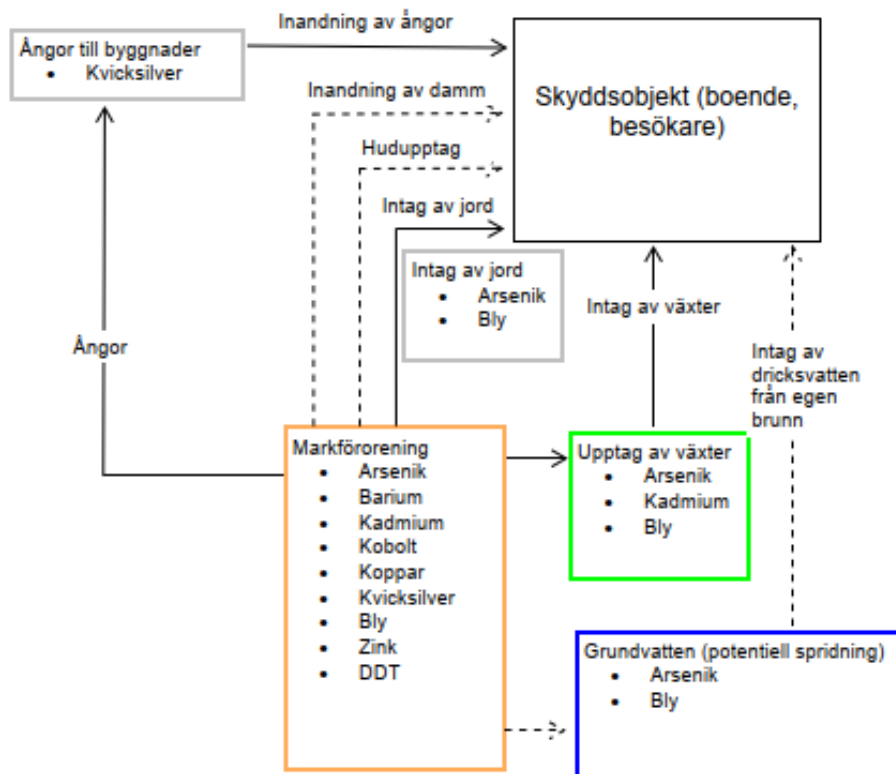 Inandning av ångor
Ångor till byggnader
• Kvicksilver
Inandning av damm
Skyddsobjekt (boende,
besökare)
Hudupptag
Intag av jord
Intag av jord
• Arsenik
• Bly
Intag av växter
Ångor
Intag av
dricksvatten
från egen
brunn
Markförorening
• Arsenik
• Barium
• Kadmium
• Kobolt
• Koppar
• Kvicksilver
• Bly
• Zink
• DDT
Upptag av växter
• Arsenik
• Kadmium
• Bly
Grundvatten (potentiell spridning)
• Arsenik
• Bly